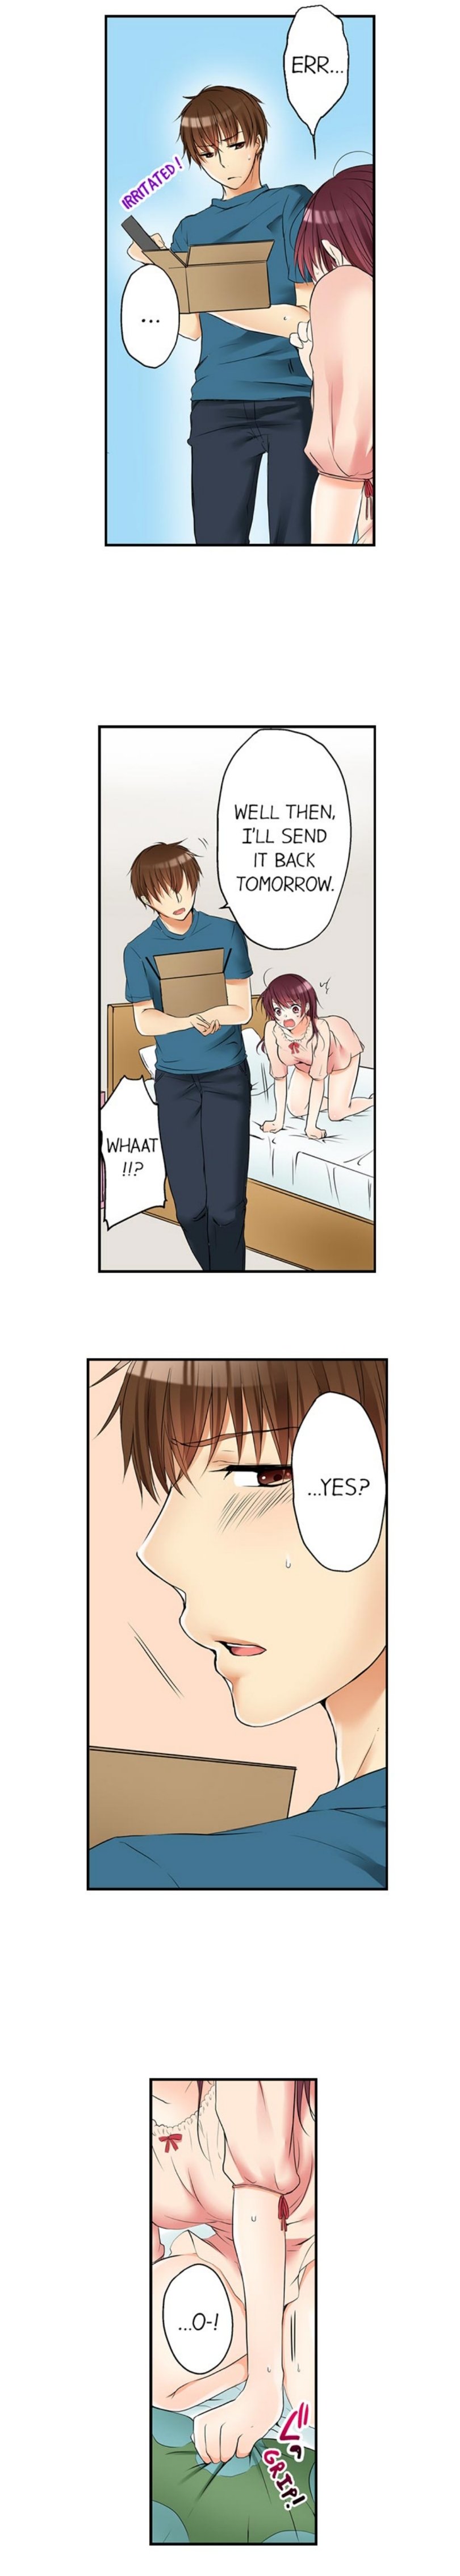 ERR...
IRRITATED!
...
WELL THEN,
I'LL SEND
IT BACK
TOMORROW.
WHAAT
!!?
...YES?
...O-!
GRIP!